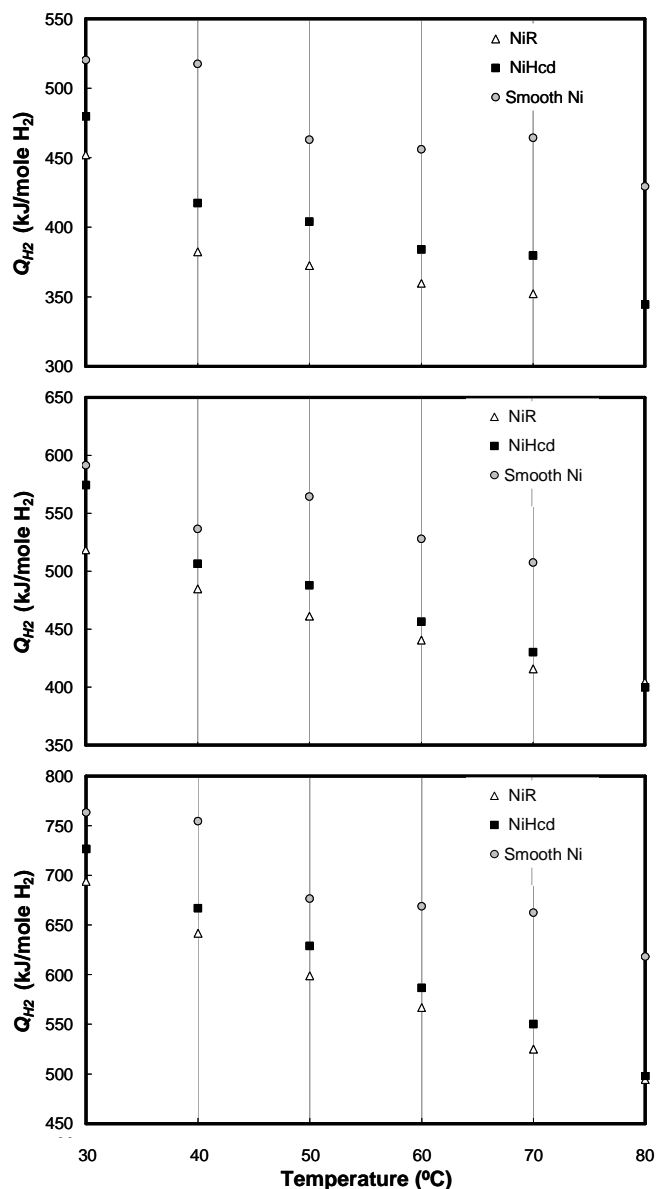 550
500
450
400
350
300
Q_H2 (kJ/mole H2)
NiR
NiHcd
Smooth Ni
650
600
550
500
450
400
350
Q_H2 (kJ/mole H2)
NiR
NiHcd
Smooth Ni
800
750
700
650
600
550
500
450
Q_H2 (kJ/mole H2)
NiR
NiHcd
Smooth Ni
30 40 50 60 70 80
Temperature (ºC)